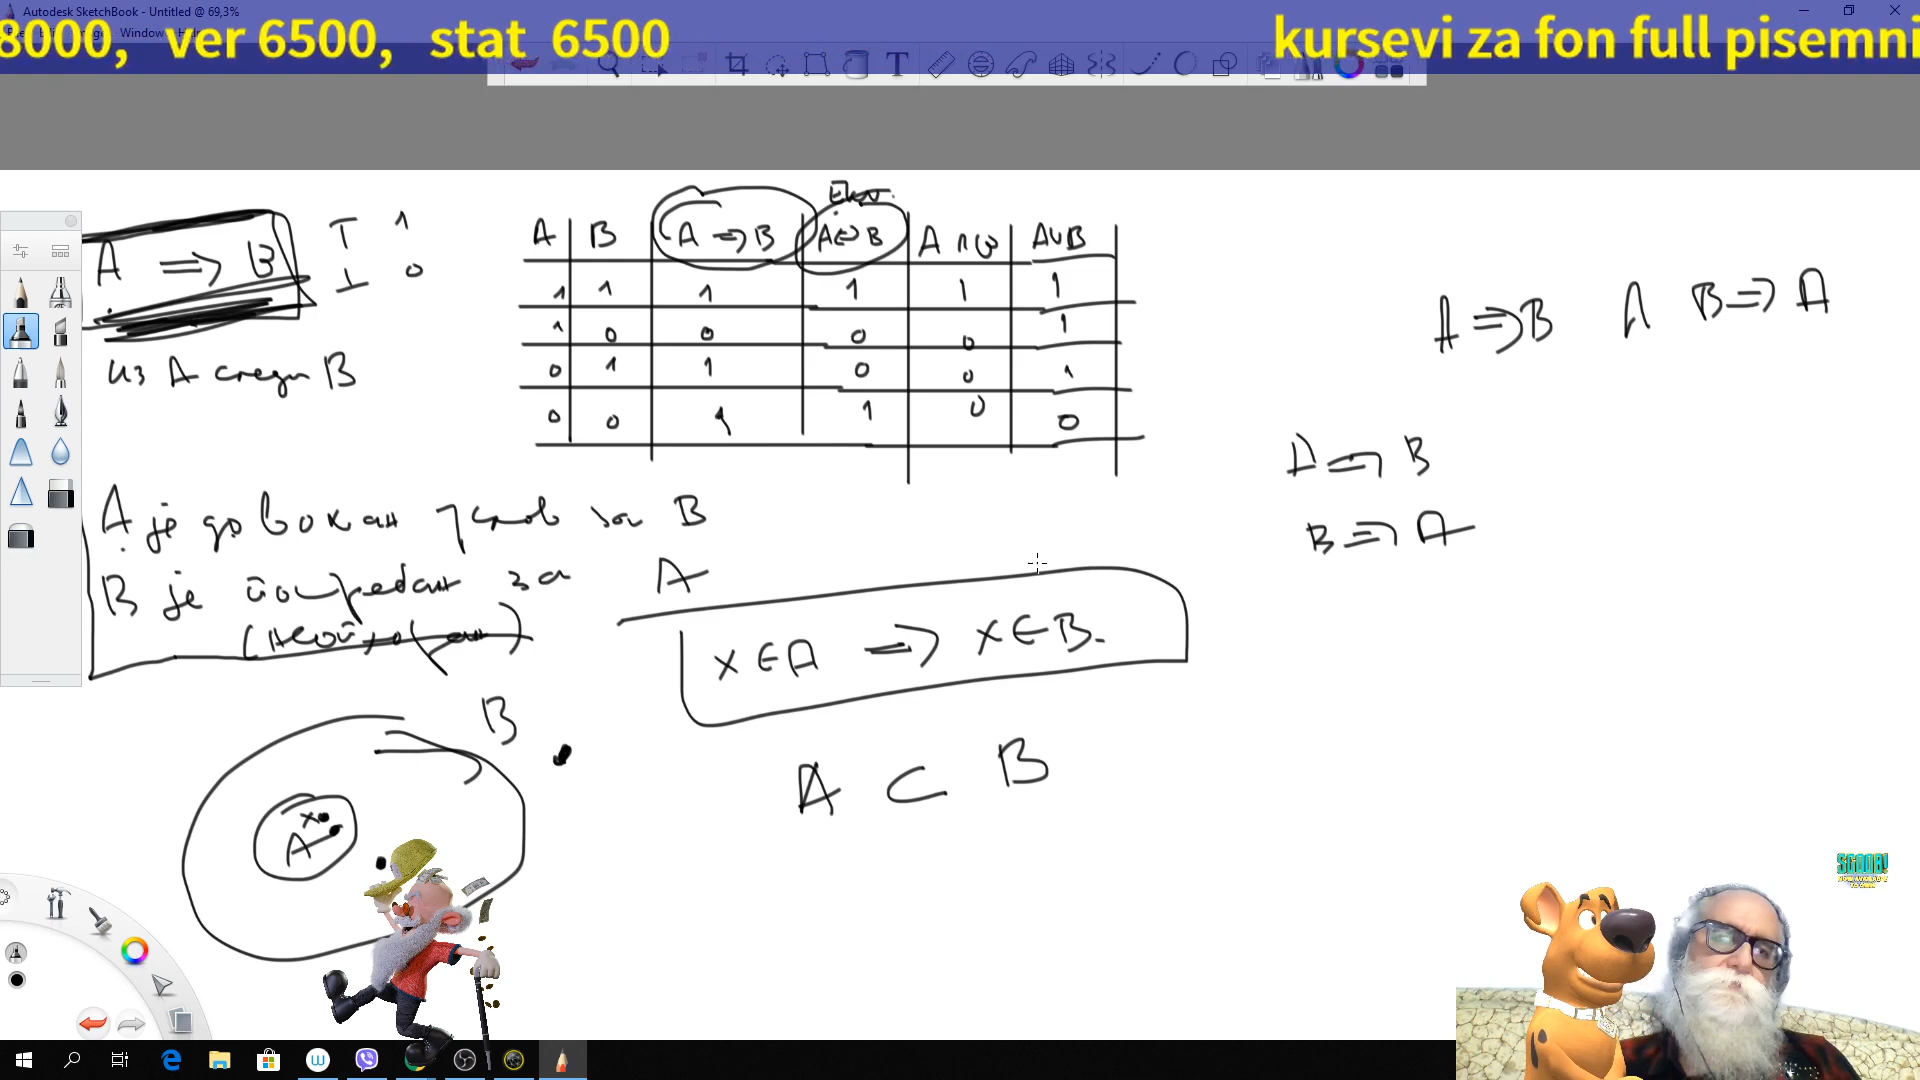 Autodesk SketchBook - Untitled @ 69,3%
8000, ver 6500, stat 6500
kursevi za fon full pisemni
Window
A ⇒ B
T 1
⊥ 0
из A следи B
A | B | A ⇒ B | A⇔B | A ∧ B | A∪B
1 1 1 1 1 1
1 0 0 0 0 1
0 1 1 0 0 1
0 0 1 1 0 0
A ⇒ B A B ⇒ A
A ⇒ B
B ⇒ A
A је довољан услов за B
B је потребан за A
x ∈ A ⇒ x ∈ B.
B
x
A
A ⊂ B
SCOOB!